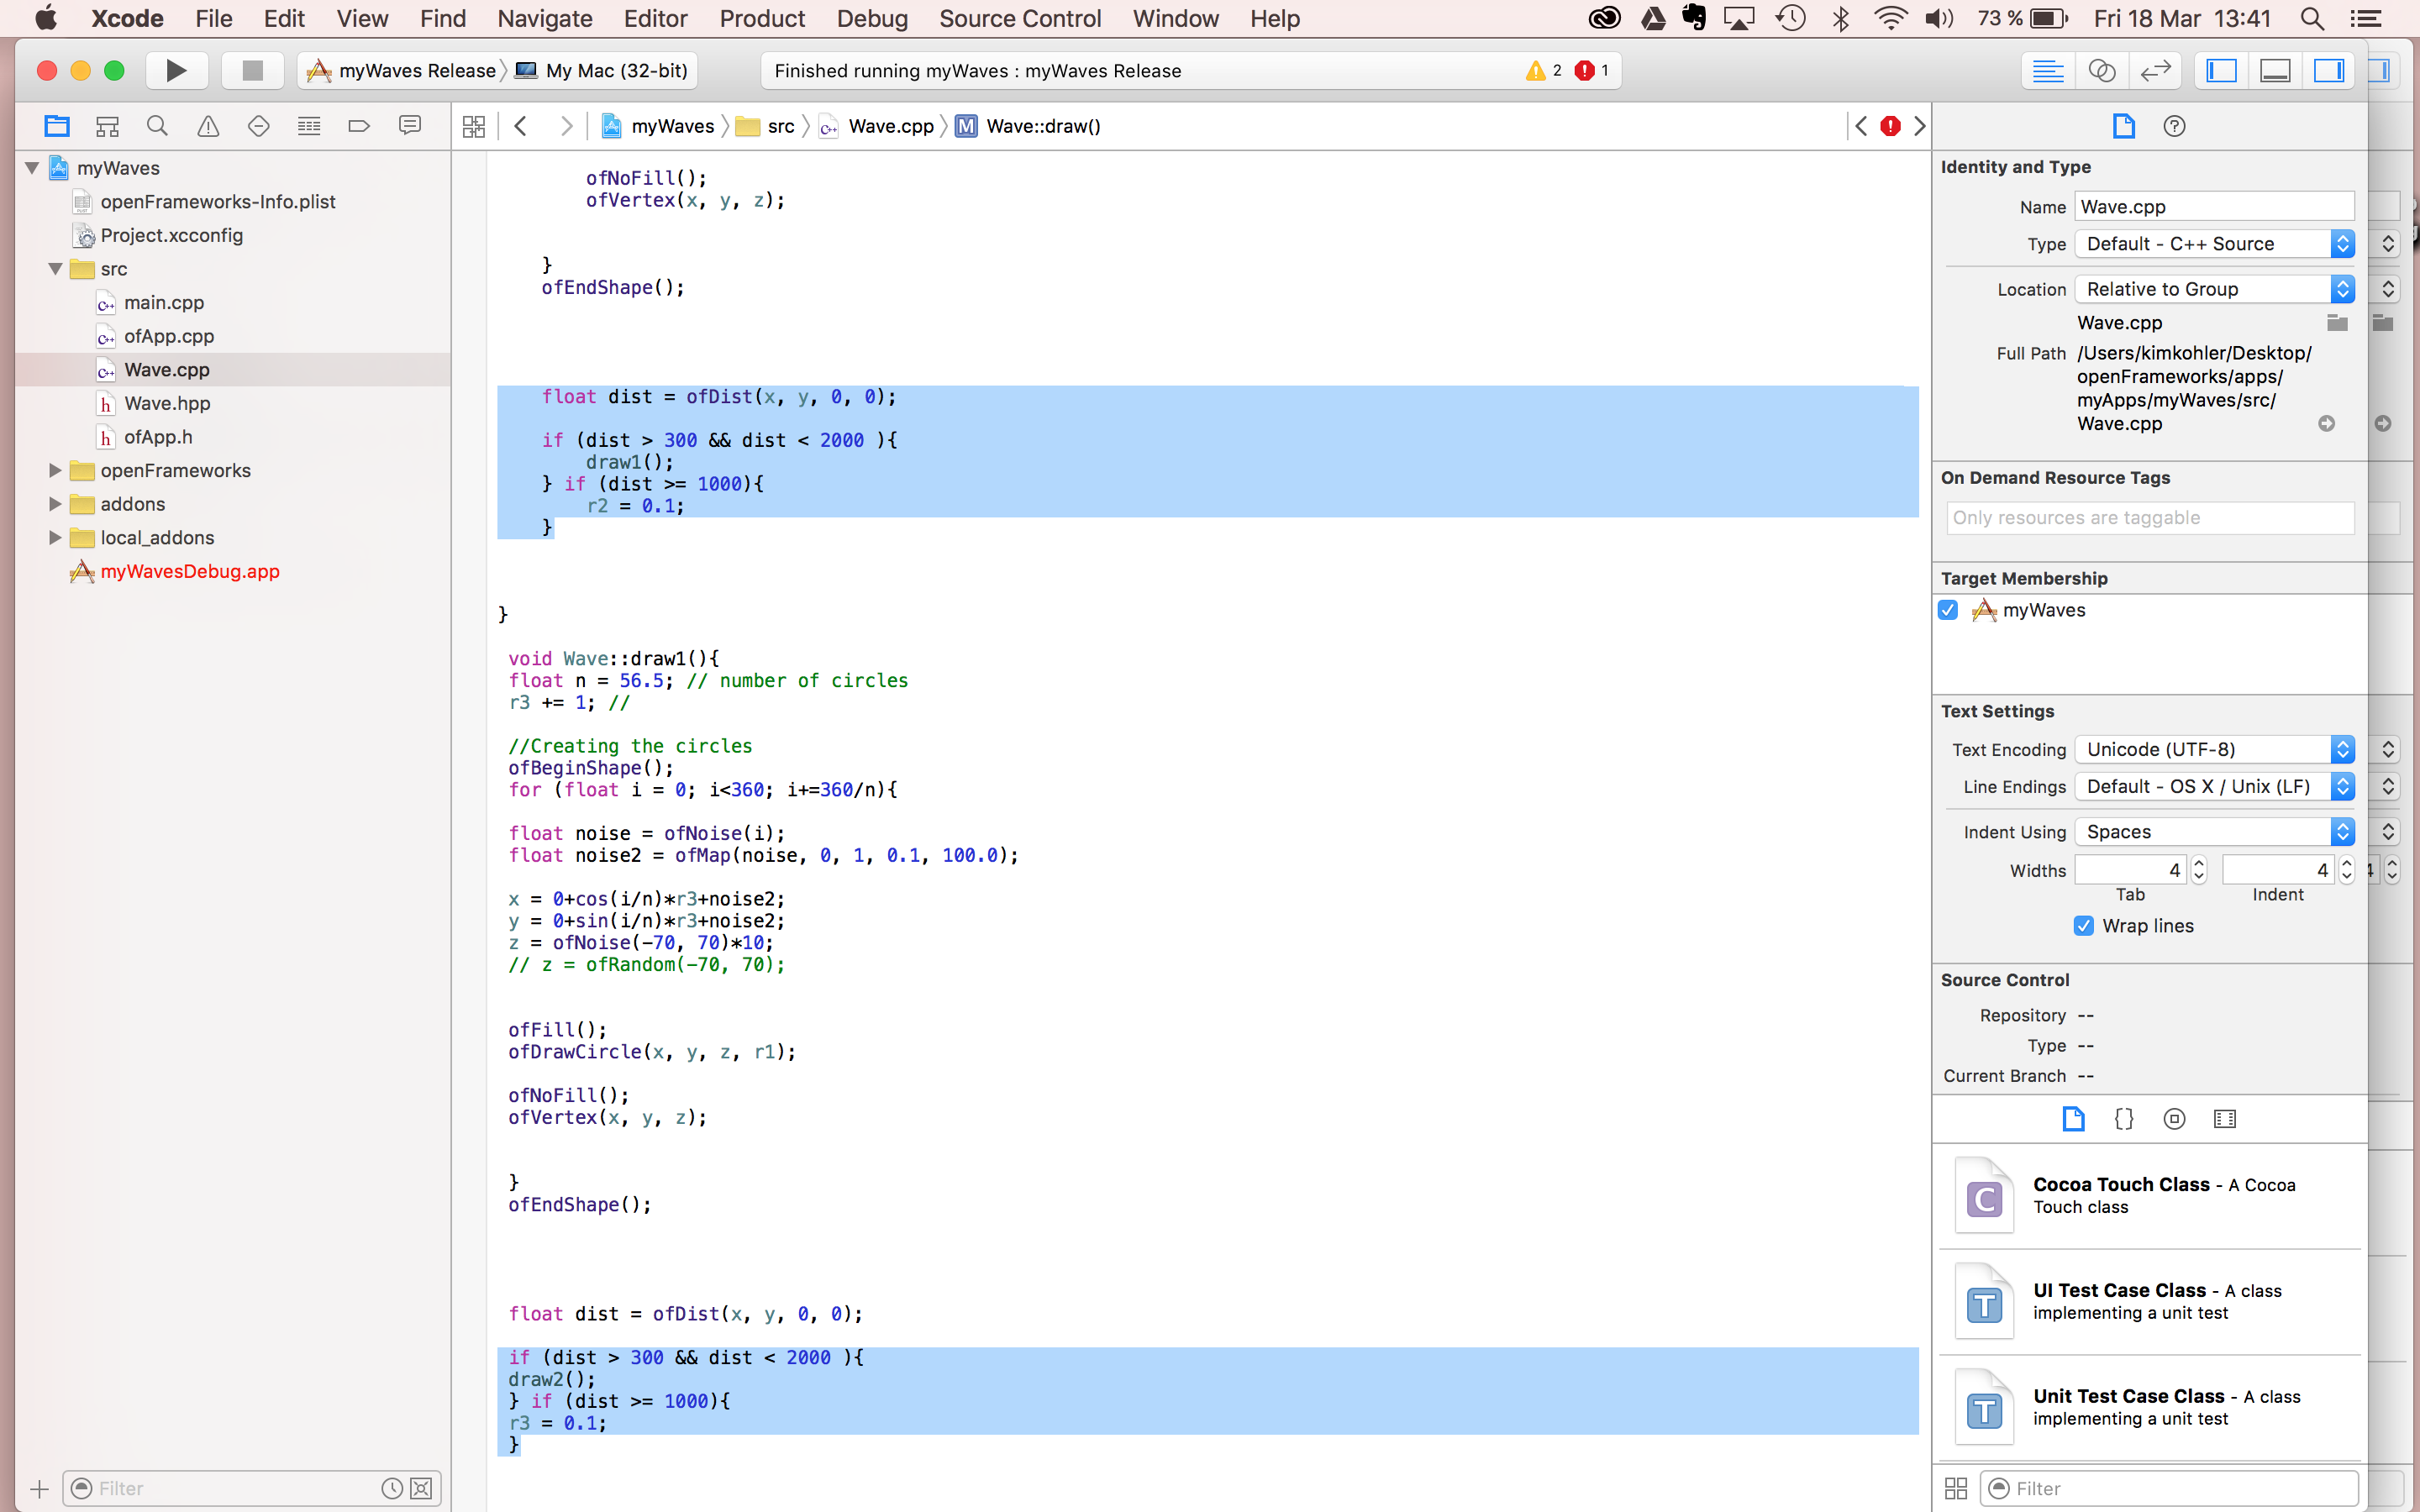 Xcode File Edit View Find Navigate Editor Product Debug Source Control Window Help 73 % Fri 18 Mar 13:41
myWaves Release My Mac (32-bit) Finished running myWaves : myWaves Release 2 1
myWaves src Wave.cpp M Wave::draw()
myWaves
openFrameworks-Info.plist
Project.xcconfig
src
main.cpp
ofApp.cpp
Wave.cpp
Wave.hpp
ofApp.h
openFrameworks
addons
local_addons
myWavesDebug.app
Filter
ofNoFill();
ofVertex(x, y, z);
}
ofEndShape();
float dist = ofDist(x, y, 0, 0);
if (dist > 300 && dist < 2000 ){
draw1();
} if (dist >= 1000){
r2 = 0.1;
}
}
void Wave::draw1(){
float n = 56.5; // number of circles
r3 += 1; //
//Creating the circles
ofBeginShape();
for (float i = 0; i<360; i+=360/n){
float noise = ofNoise(i);
float noise2 = ofMap(noise, 0, 1, 0.1, 100.0);
x = 0+cos(i/n)*r3+noise2;
y = 0+sin(i/n)*r3+noise2;
z = ofNoise(-70, 70)*10;
// z = ofRandom(-70, 70);
ofFill();
ofDrawCircle(x, y, z, r1);
ofNoFill();
ofVertex(x, y, z);
}
ofEndShape();
float dist = ofDist(x, y, 0, 0);
if (dist > 300 && dist < 2000 ){
draw2();
} if (dist >= 1000){
r3 = 0.1;
}
Identity and Type
Name Wave.cpp
Type Default - C++ Source
Location Relative to Group
Wave.cpp
Full Path /Users/kimkohler/Desktop/
openFrameworks/apps/
myApps/myWaves/src/
Wave.cpp
On Demand Resource Tags
Only resources are taggable
Target Membership
myWaves
Text Settings
Text Encoding Unicode (UTF-8)
Line Endings Default - OS X / Unix (LF)
Indent Using Spaces
Widths 4 4 4
Tab Indent
Wrap lines
Source Control
Repository --
Type --
Current Branch --
C Cocoa Touch Class - A Cocoa
Touch class
T UI Test Case Class - A class
implementing a unit test
T Unit Test Case Class - A class
implementing a unit test
Filter